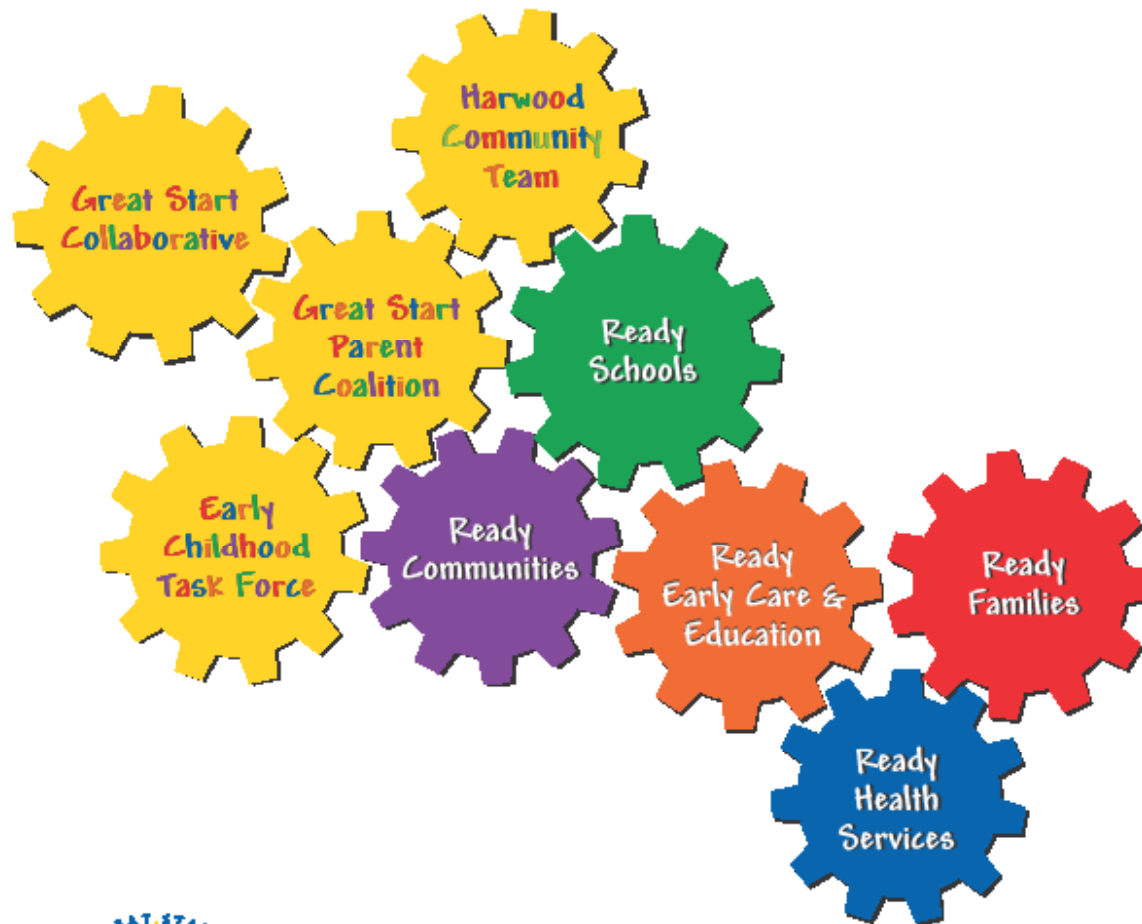 Harwood
Community
Team
Great Start
Collaborative
Great Start
Parent
Coalition
Ready
Schools
Early
Childhood
Task Force
Ready
Communities
Ready
Early Care &
Education
Ready
Families
Ready
Health
Services